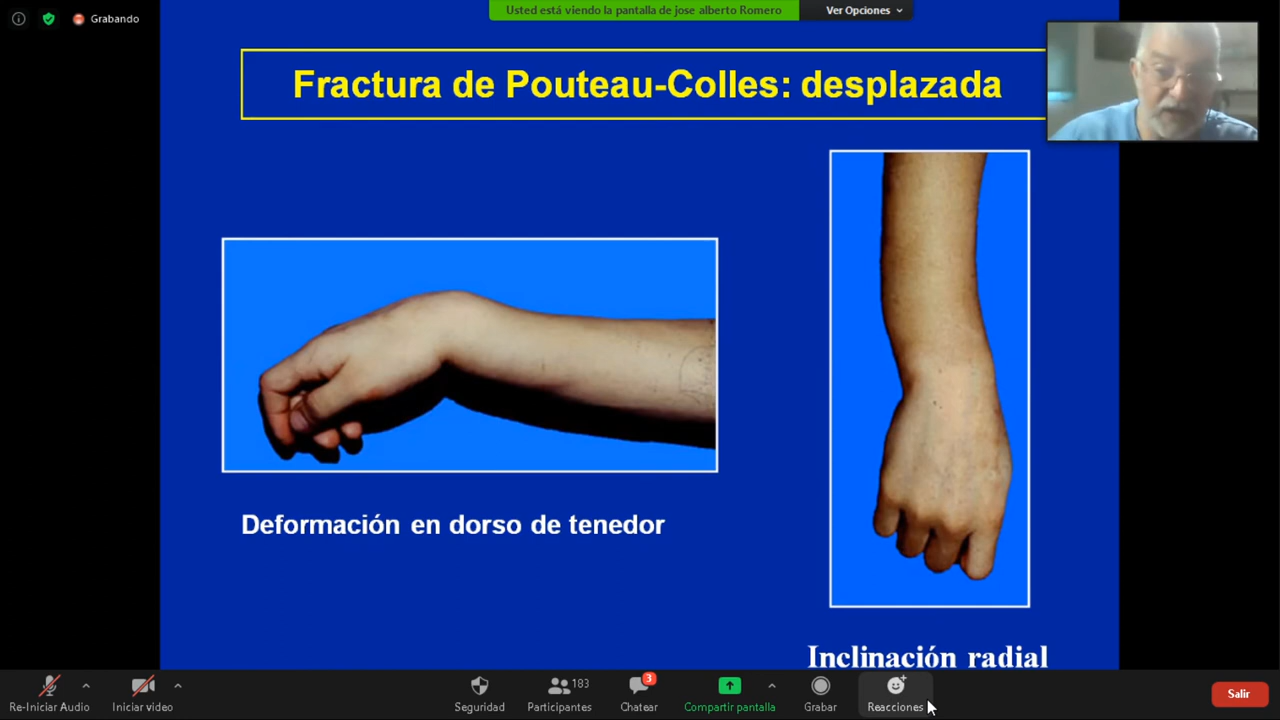 Grabando
Usted está viendo la pantalla de jose alberto Romero
Ver Opciones
Fractura de Pouteau-Colles: desplazada
Deformación en dorso de tenedor
Inclinación radial
Re-Iniciar Audio
Iniciar video
Seguridad
183
Participantes
3
Chatear
Compartir pantalla
Grabar
Reacciones
Salir